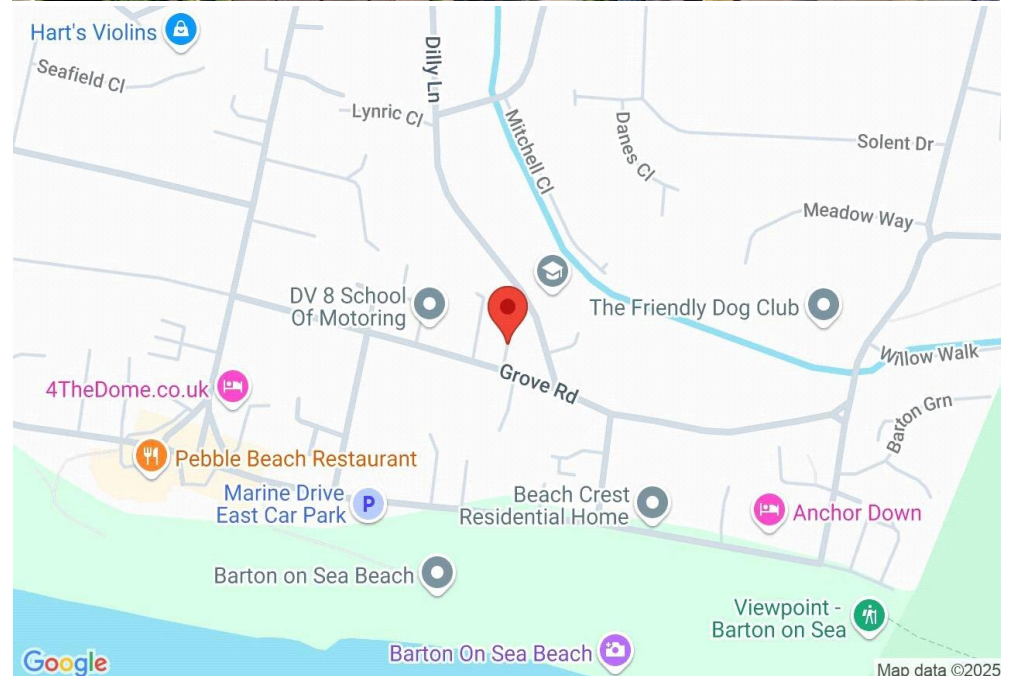 Hart's Violins
Seafield Cl
Dilly Ln
Lynric Cl
Mitchell Cl
Danes Cl
Solent Dr
Meadow Way
DV 8 School
Of Motoring
The Friendly Dog Club
Willow Walk
4TheDome.co.uk
Grove Rd
Barton Grn
Pebble Beach Restaurant
Marine Drive
East Car Park
P
Beach Crest
Residential Home
Anchor Down
Barton on Sea Beach
Viewpoint -
Barton on Sea
Barton On Sea Beach
Google
Map data ©2025